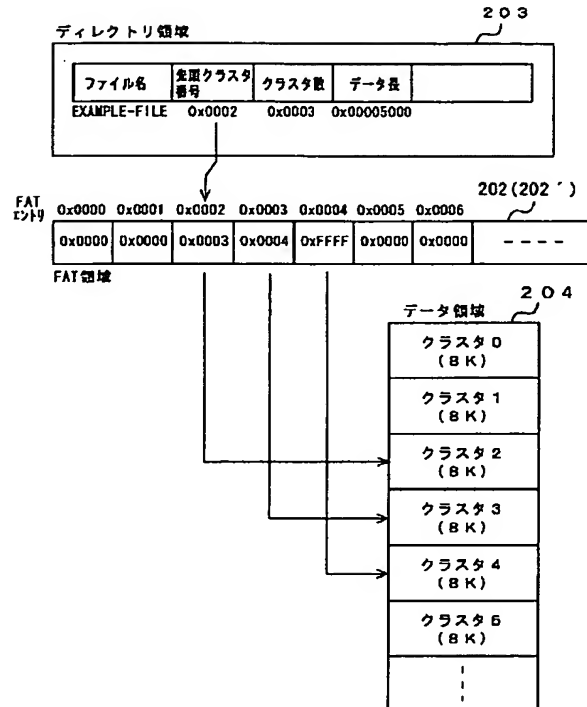 203
ディレクトリ領域
ファイル名 先頭クラスタ番号 クラスタ数 データ長
EXAMPLE-FILE 0x0002 0x0003 0x00005000
202(202´)
FATエントリ 0x0000 0x0001 0x0002 0x0003 0x0004 0x0005 0x0006
0x0000 0x0000 0x0003 0x0004 0xFFFF 0x0000 0x0000
FAT領域
204
データ領域
クラスタ0
(8K)
クラスタ1
(8K)
クラスタ2
(8K)
クラスタ3
(8K)
クラスタ4
(8K)
クラスタ5
(8K)